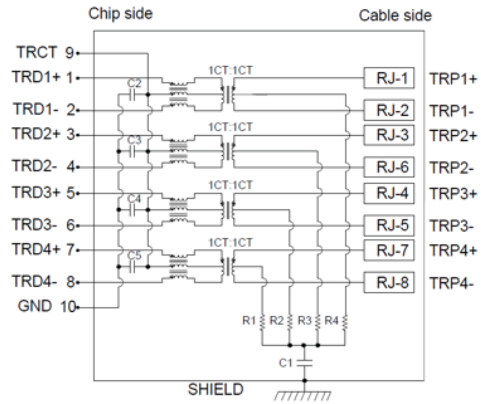 Chip side Cable side
TRCT 9
TRD1+ 1 C2 1CT:1CT RJ-1 TRP1+
TRD1- 2 RJ-2 TRP1-
TRD2+ 3 C3 1CT:1CT RJ-3 TRP2+
TRD2- 4 RJ-6 TRP2-
TRD3+ 5 C4 1CT:1CT RJ-4 TRP3+
TRD3- 6 RJ-5 TRP3-
TRD4+ 7 C5 1CT:1CT RJ-7 TRP4+
TRD4- 8 RJ-8 TRP4-
GND 10
R1 R2 R3 R4
C1
SHIELD